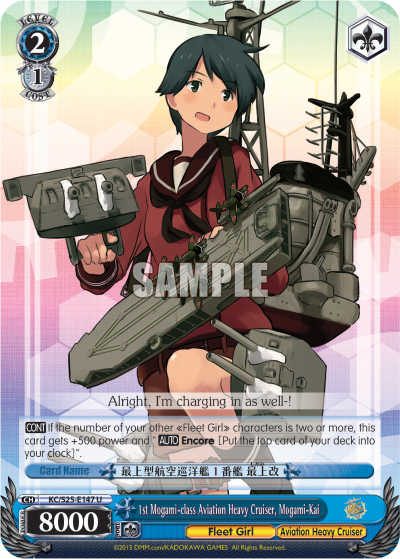 LEVEL
2
1
COST
SAMPLE
Alright, I'm charging in as well-!
CONT If the number of your other «Fleet Girl» characters is two or more, this
card gets +500 power and "AUTO Encore [Put the top card of your deck into
your clock]".
Card Name 最上型航空巡洋艦1番艦 最上改
CH KC/S25-E147 U
1st Mogami-class Aviation Heavy Cruiser, Mogami-Kai
8000
Fleet Girl Aviation Heavy Cruiser
©2015 DMM.com/KADOKAWA GAMES All Rights Reserved.